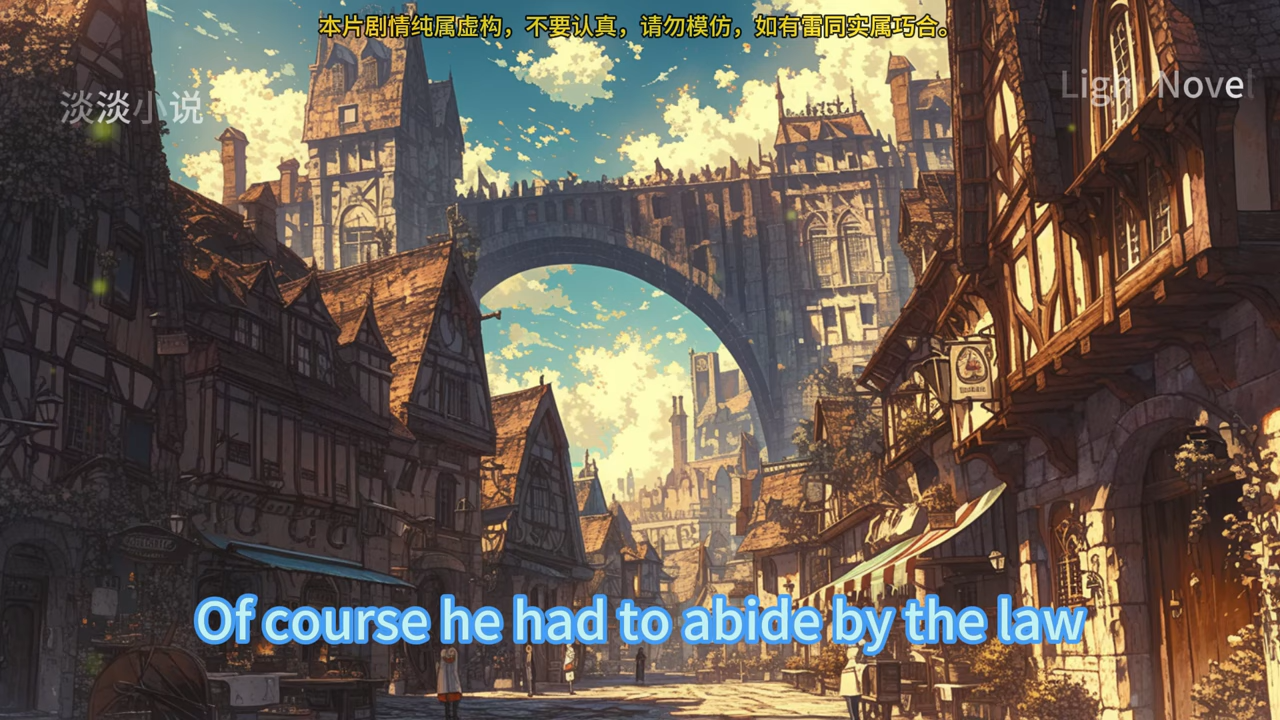 本片剧情纯属虚构，不要认真，请勿模仿，如有雷同实属巧合。
淡淡小说
Light Novel
Of course he had to abide by the law